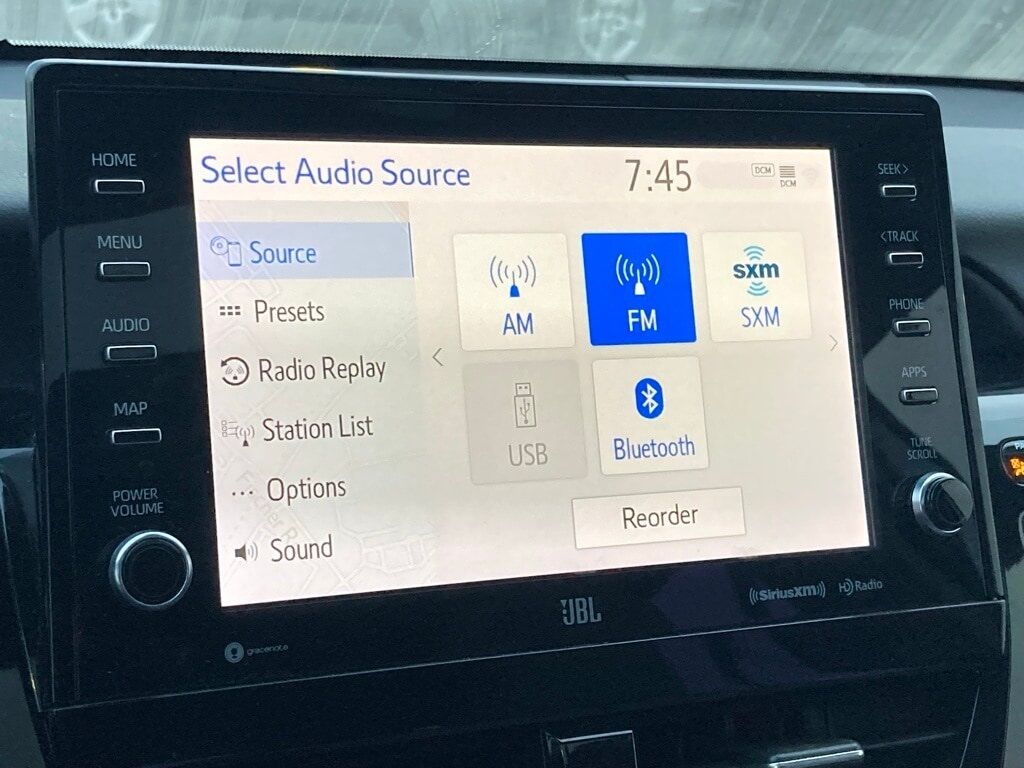 HOME
MENU
AUDIO
MAP
POWER
VOLUME
Select Audio Source
7:45
DCM
DCM
Source
Presets
Radio Replay
Station List
Options
Sound
AM
FM
sxm
SXM
USB
Bluetooth
Reorder
SEEK >
< TRACK
PHONE
APPS
TUNE
SCROLL
gracenote
JBL
((SiriusXM))
HD Radio